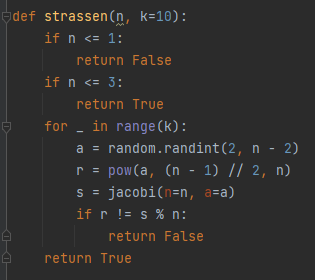 def strassen(n, k=10):
    if n <= 1:
        return False
    if n <= 3:
        return True
    for _ in range(k):
        a = random.randint(2, n - 2)
        r = pow(a, (n - 1) // 2, n)
        s = jacobi(n=n, a=a)
        if r != s % n:
            return False
    return True